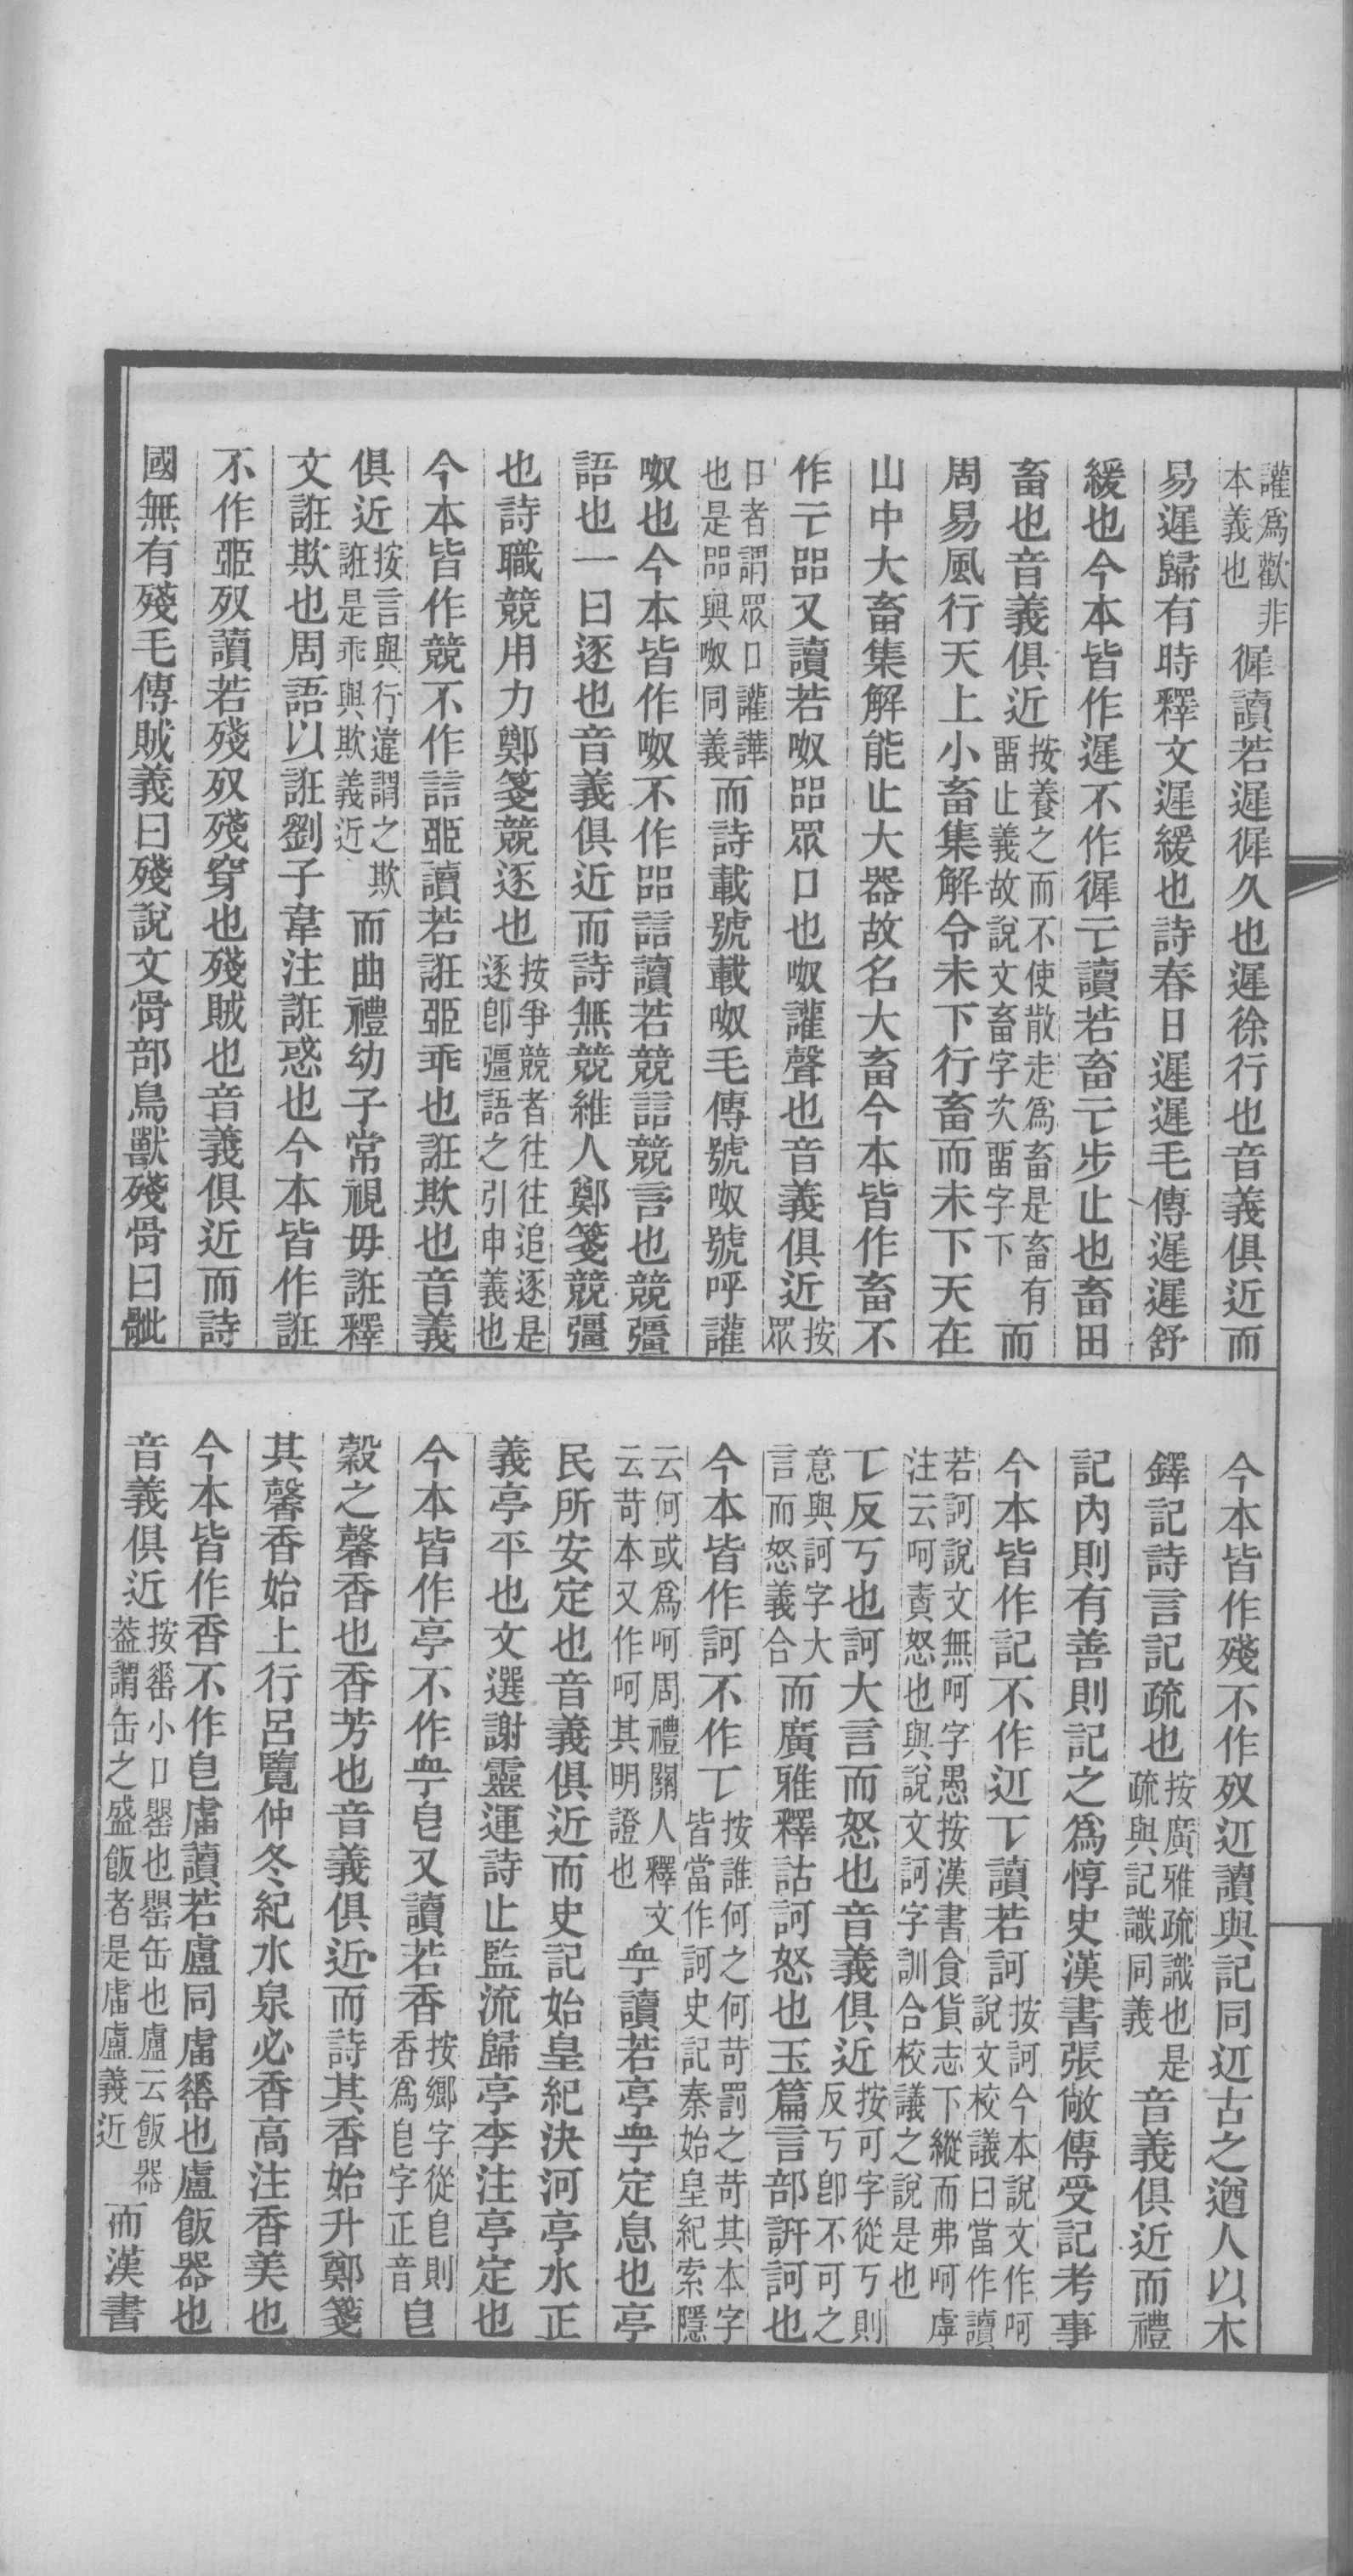 讙爲歡非本義也徲讀若遲徲久也遲徐行也音義俱近而
易遲歸有時釋文遲緩也詩春日遲遲毛傳遲遲舒
緩也今本皆作遲不作徲亍讀若畜亍步止也畜田
畜也音義俱近按養之而不使散走爲畜是畜有畱止義故說文畜字次畱字下而
周易風行天上小畜集解令未下行畜而未下天在
山中大畜集解能止大器故名大畜今本皆作畜不
作亍㗊又讀若呶㗊眾口也呶讙聲也音義俱近按眾
口者謂眾口讙譁也是㗊與呶同義而詩載號載呶毛傳號呶號呼讙
呶也今本皆作呶不作㗊誩讀若競誩競言也競彊
語也一曰逐也音義俱近而詩無競維人鄭箋競彊
也詩職競用力鄭箋競逐也按爭競者往往追逐是逐卽彊語之引申義也
今本皆作競不作誩𦣞讀若誑𦣞乖也誑欺也音義
俱近按言與行違謂之欺誑是乖與欺義近而曲禮幼子常視毋誑釋
文誑欺也周語以誑劉子韋注誑惑也今本皆作誑
不作𦣞𣦼讀若殘𣦼殘穿也殘賊也音義俱近而詩
國無有殘毛傳賊義曰殘說文骨部鳥獸殘骨曰骴
今本皆作殘不作𣦼䢋讀與記同䢋古之遒人以木
鐸記詩言記疏也按廣雅疏識也是疏與記識同義音義俱近而禮
記內則有善則記之爲惇史漢書張敞傳受記考事
今本皆作記不作䢋𠀀讀若訶按訶今本說文作呵說文校議曰當作讀
若訶說文無呵字愚按漢書食貨志下縱而弗呵虖注云呵責怒也與說文訶字訓合校議之說是也
𠀀反丂也訶大言而怒也音義俱近按可字從丂則反丂卽不可之
意與訶字大言而怒義合而廣雅釋詁訶怒也玉篇言部訶也
今本皆作訶不作𠀀按誰何之何苛罰之苛其本字皆當作訶史記秦始皇紀索隱
云何或爲呵周禮關人釋文云苛本又作呵其明證也甹讀若亭甹定息也亭
民所安定也音義俱近而史記始皇紀決河亭水正
義亭平也文選謝靈運詩止監流歸亭李注亭定也
今本皆作亭不作甹皀又讀若香按鄉字從皀則香爲皀字正音皀
穀之馨香也香芳也音義俱近而詩其香始升鄭箋
其馨香始上行呂覽仲冬紀水泉必香高注香美也
今本皆作香不作皀𤮐讀若盧同𤮐罃也盧飯器也
音義俱近按罃小口罌也罌缶也盧云飯器葢謂缶之盛飯者是𤮐盧義近而漢書